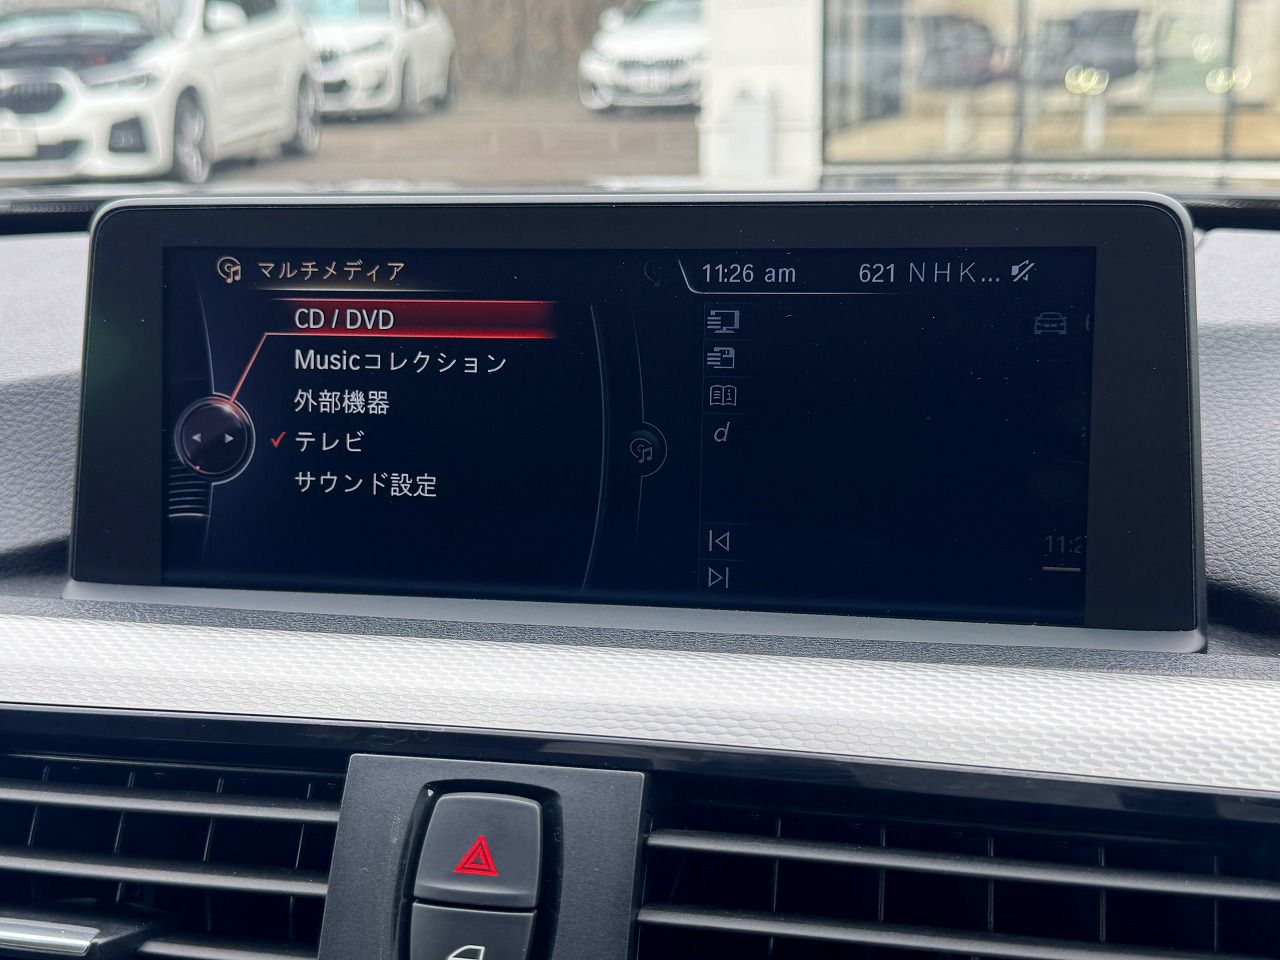 マルチメディア
11:26 am 621 NHK...
CD / DVD
Musicコレクション
外部機器
テレビ
サウンド設定
d